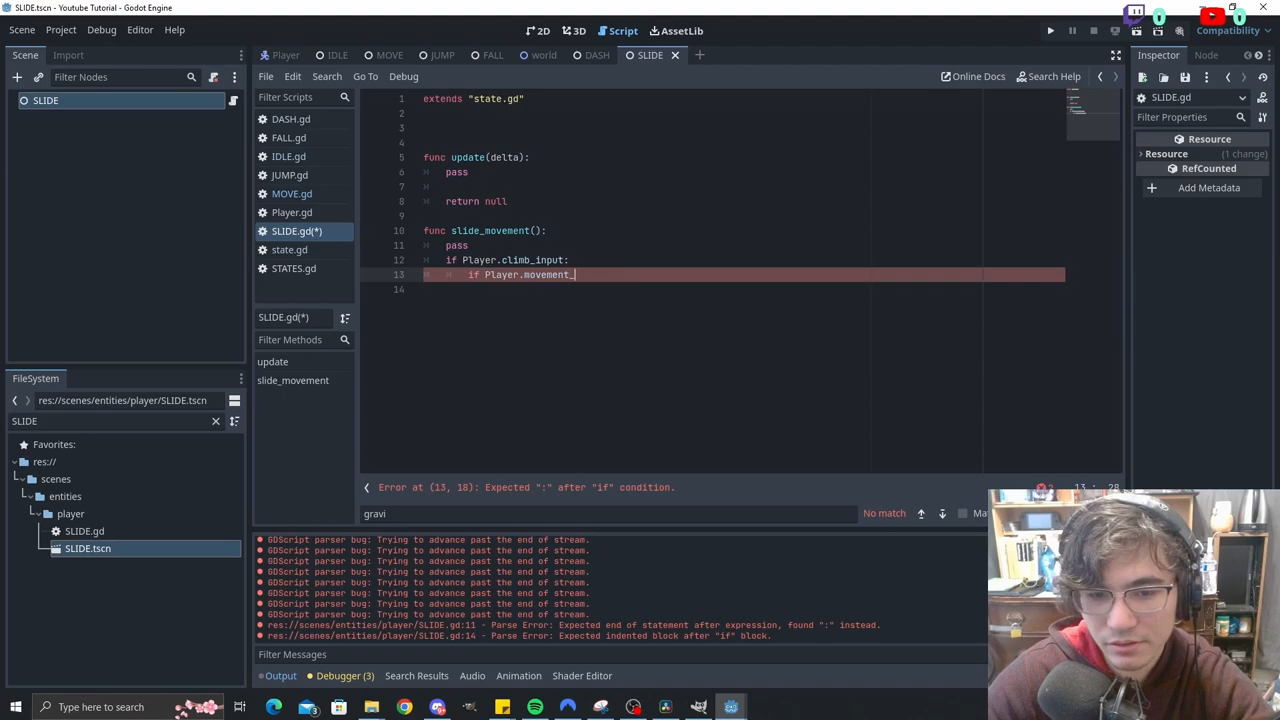 SLIDE.tscn - Youtube Tutorial - Godot Engine
0
0
Scene Project Debug Editor Help
2D 3D Script AssetLib
Compatibility
Scene Import
Player IDLE MOVE JUMP FALL world DASH SLIDE
Inspector Node
Filter Nodes
File Edit Search Go To Debug
Online Docs Search Help
SLIDE
Filter Scripts
DASH.gd
FALL.gd
IDLE.gd
JUMP.gd
MOVE.gd
Player.gd
SLIDE.gd(*)
state.gd
STATES.gd
SLIDE.gd(*)
Filter Methods
update
slide_movement
1 extends "state.gd"
2
3
4
5 func update(delta):
6 pass
7
8 return null
9
10 func slide_movement():
11 pass
12 if Player.climb_input:
13 if Player.movement_
14
SLIDE.gd
Filter Properties
Resource
Resource (1 change)
RefCounted
Add Metadata
FileSystem
res://scenes/entities/player/SLIDE.tscn
SLIDE
Favorites:
res://
scenes
entities
player
SLIDE.gd
SLIDE.tscn
Error at (13, 18): Expected ":" after "if" condition.
2 13 : 28
gravi
No match
GDScript parser bug: Trying to advance past the end of stream.
GDScript parser bug: Trying to advance past the end of stream.
GDScript parser bug: Trying to advance past the end of stream.
GDScript parser bug: Trying to advance past the end of stream.
GDScript parser bug: Trying to advance past the end of stream.
GDScript parser bug: Trying to advance past the end of stream.
GDScript parser bug: Trying to advance past the end of stream.
GDScript parser bug: Trying to advance past the end of stream.
res://scenes/entities/player/SLIDE.gd:11 - Parse Error: Expected end of statement after expression, found ":" instead.
res://scenes/entities/player/SLIDE.gd:14 - Parse Error: Expected indented block after "if" block.
Filter Messages
Output Debugger (3) Search Results Audio Animation Shader Editor
Type here to search